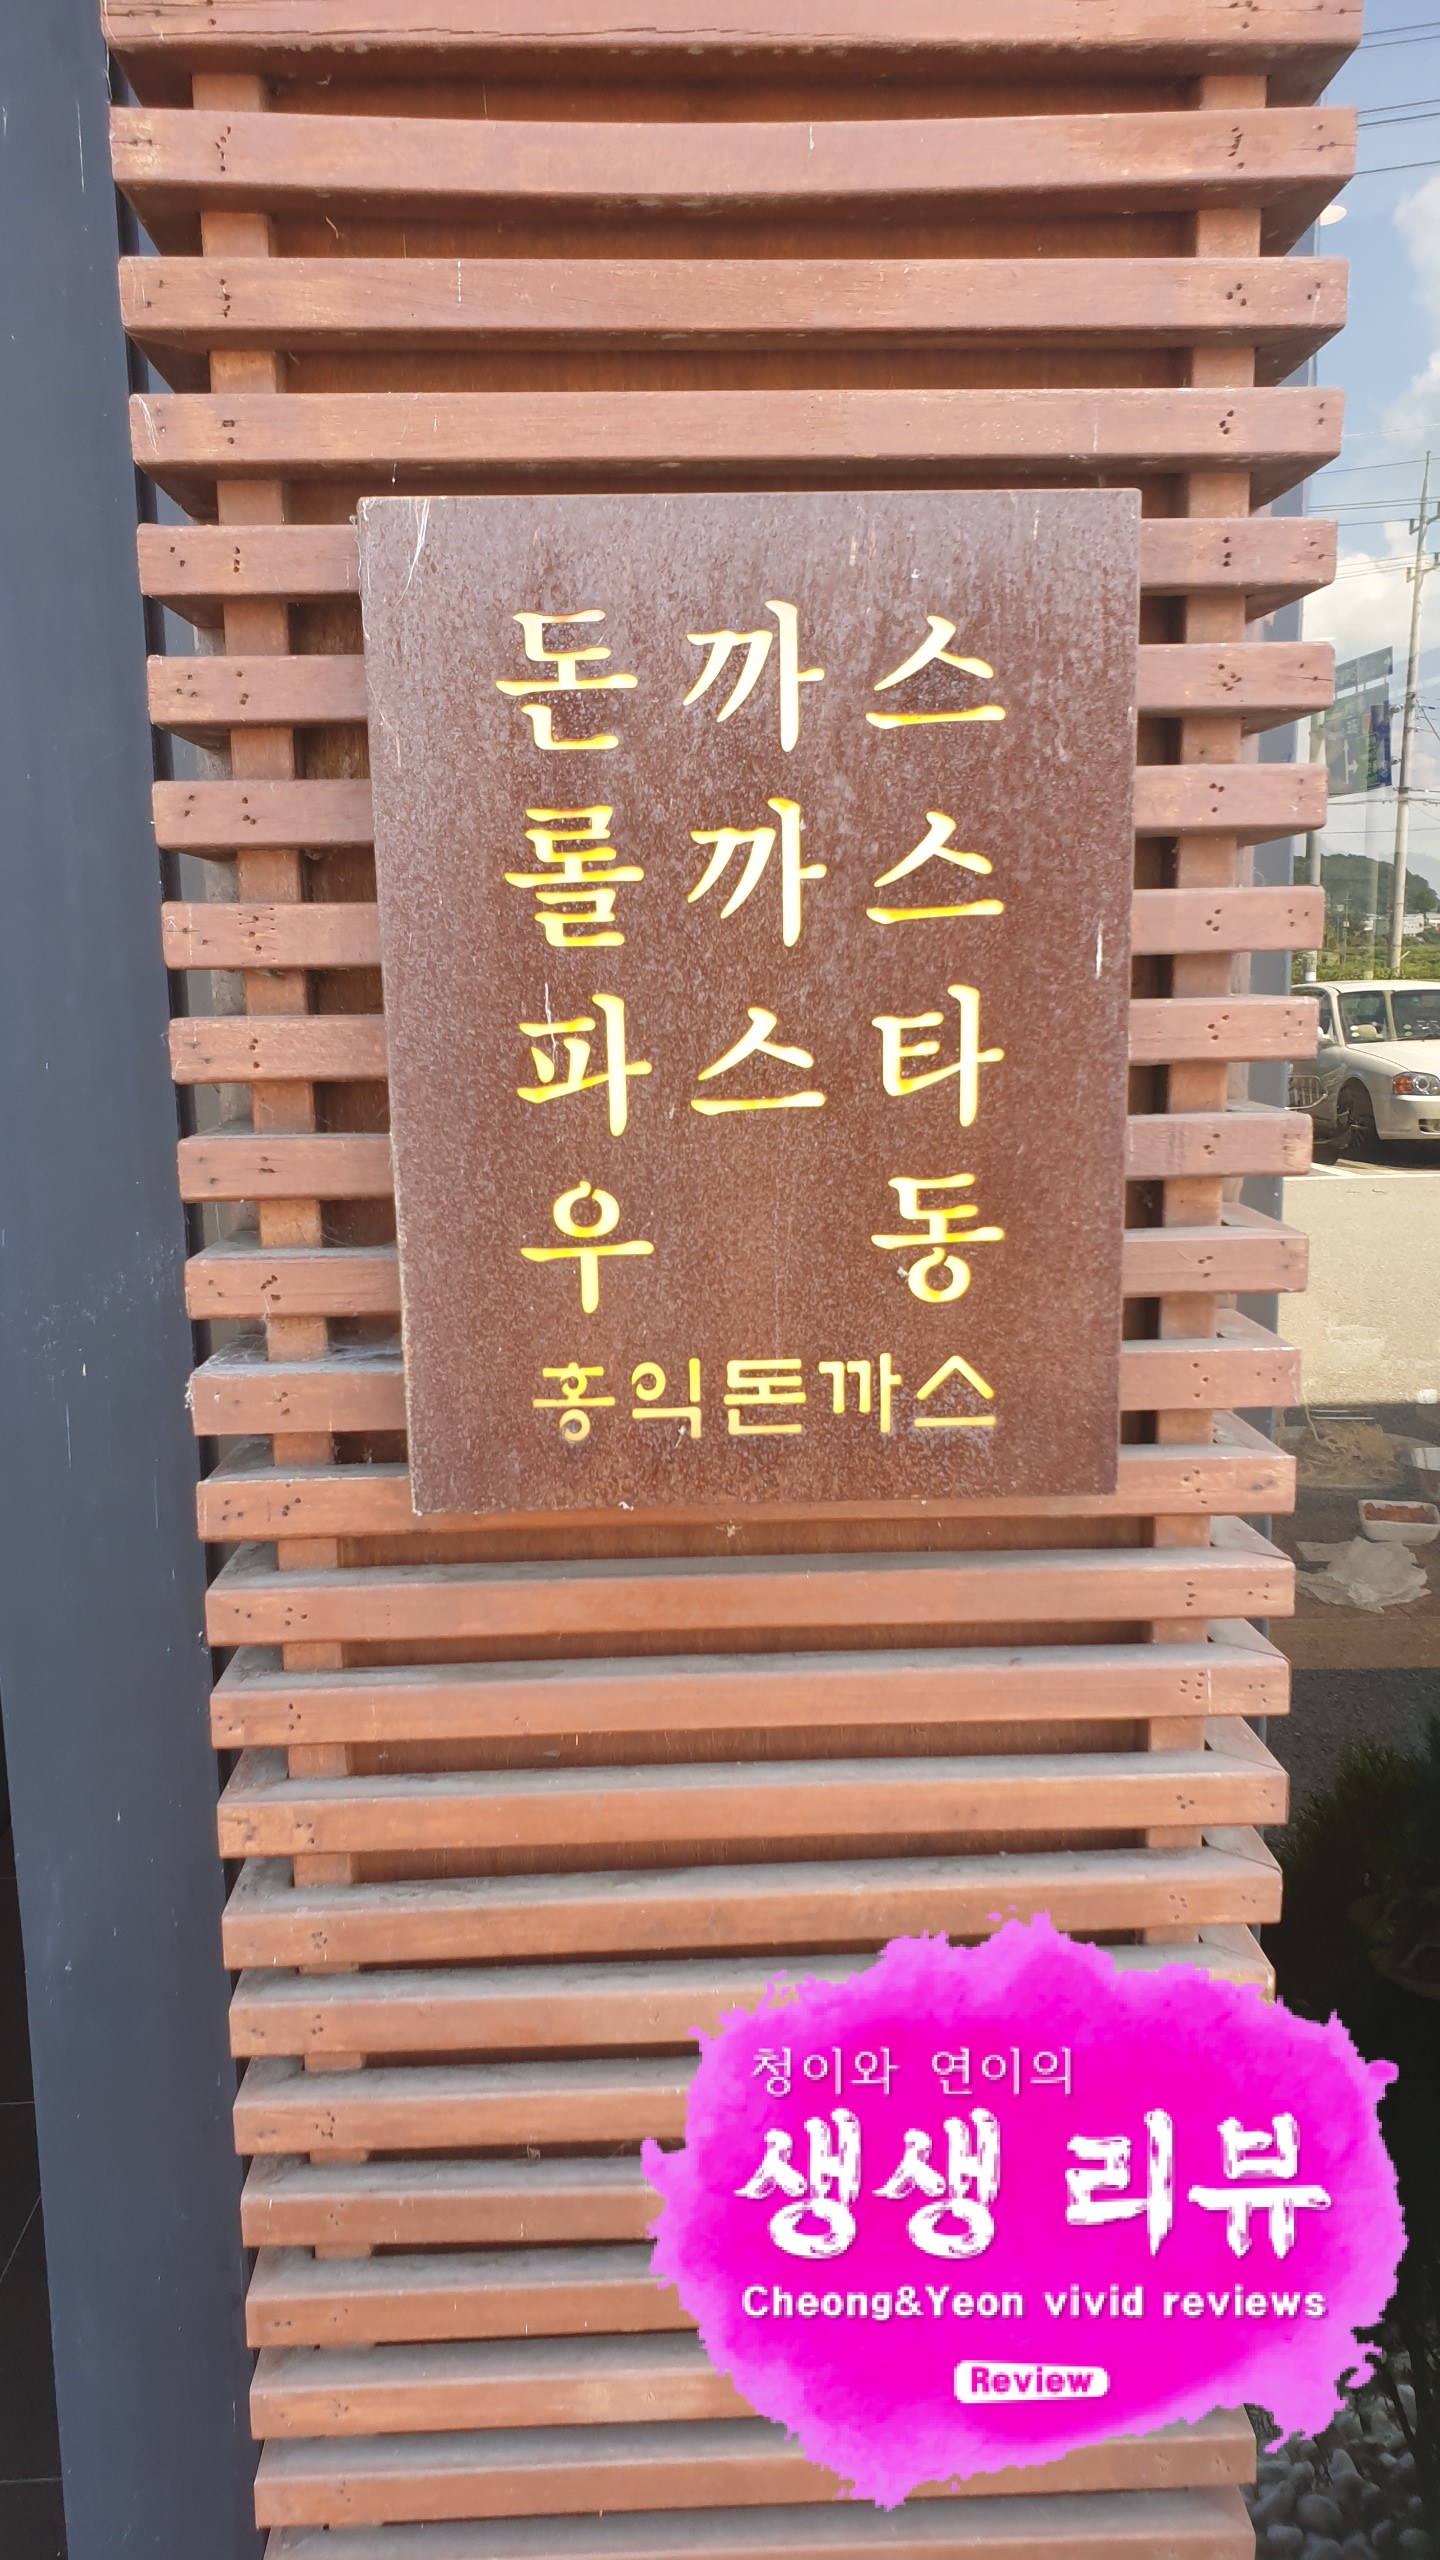 돈까스
롤까스
파스타
우 동
홍익돈까스
청이와 연이의
생생 리뷰
Cheong&Yeon vivid reviews
Review